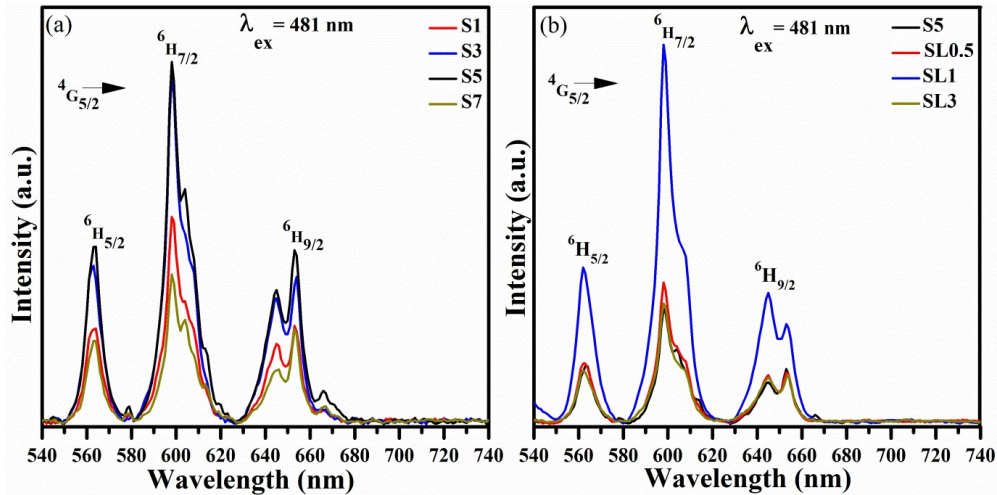 (a)
λex = 481 nm
S1
S3
S5
S7
4G5/2
6H5/2
6H7/2
6H9/2
Intensity (a.u.)
540 560 580 600 620 640 660 680 700 720 740
Wavelength (nm)
(b)
λex = 481 nm
S5
SL0.5
SL1
SL3
4G5/2
6H5/2
6H7/2
6H9/2
Intensity (a.u.)
540 560 580 600 620 640 660 680 700 720 740
Wavelength (nm)